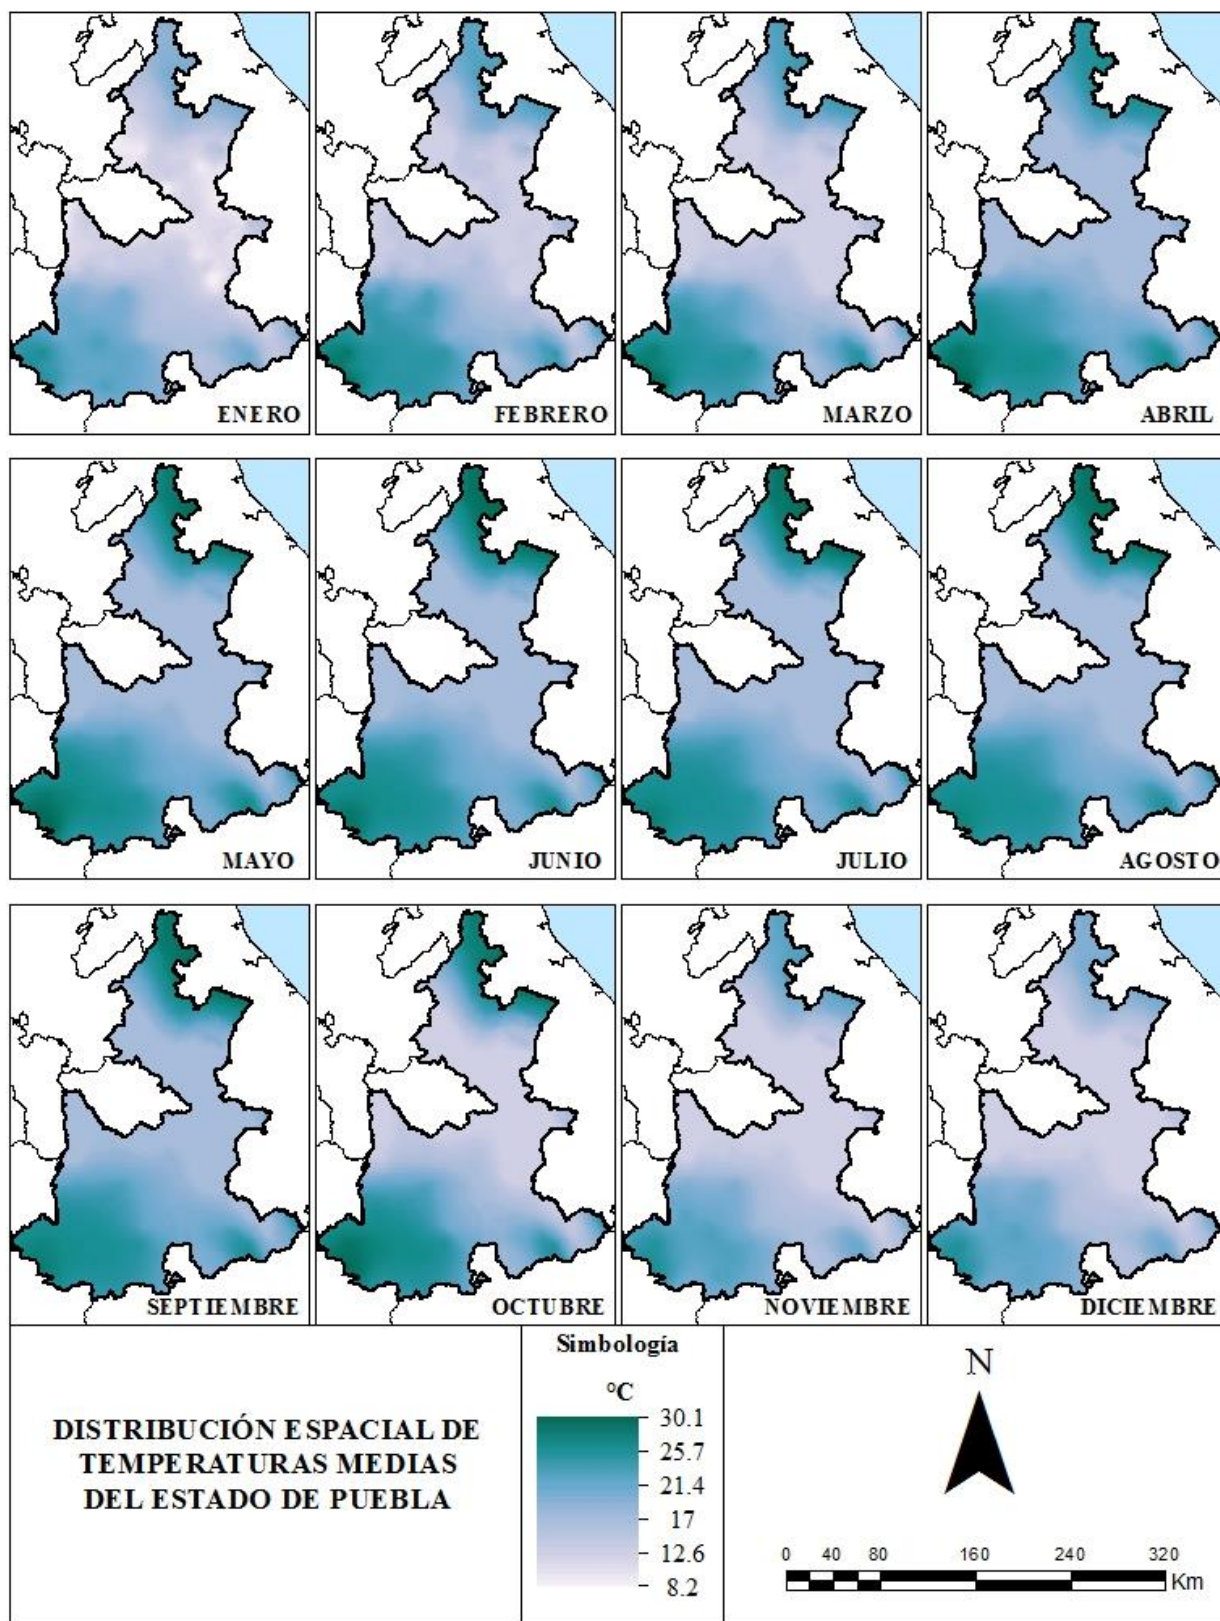 ENERO
FEBRERO
MARZO
ABRIL
MAYO
JUNIO
JULIO
AGOSTO
SEPTIEMBRE
OCTUBRE
NOVIEMBRE
DICIEMBRE
DISTRIBUCIÓN ESPACIAL DE
TEMPERATURAS MEDIAS
DEL ESTADO DE PUEBLA
Simbología
°C
30.1
25.7
21.4
17
12.6
8.2
N
0 40 80 160 240 320
Km